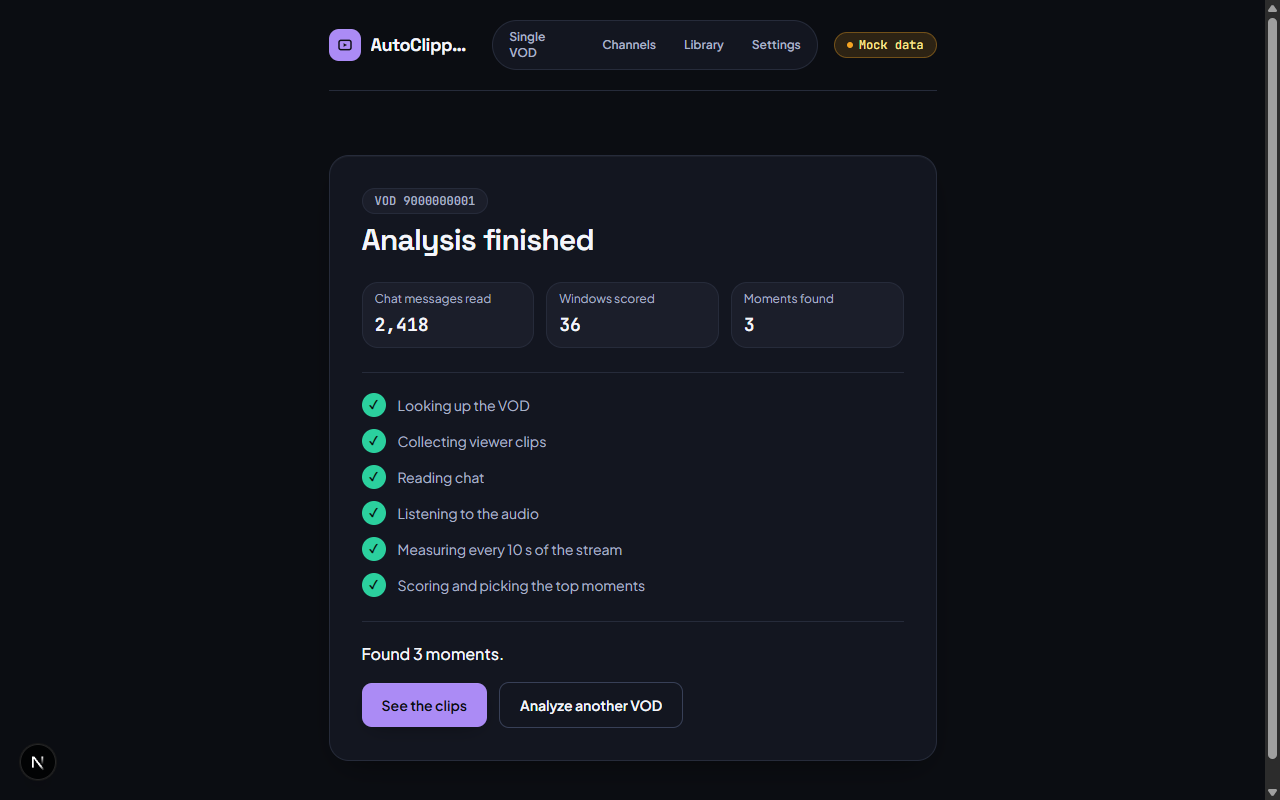 AutoClipp...
Single
VOD
Channels
Library
Settings
Mock data
VOD 9000000001
Analysis finished
Chat messages read
2,418
Windows scored
36
Moments found
3
Looking up the VOD
Collecting viewer clips
Reading chat
Listening to the audio
Measuring every 10 s of the stream
Scoring and picking the top moments
Found 3 moments.
See the clips
Analyze another VOD
N